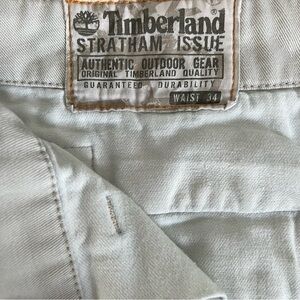 Timberland®
STRATHAM ISSUE
AUTHENTIC OUTDOOR GEAR
ORIGINAL TIMBERLAND QUALITY
GUARANTEED DURABILITY
WAIST 34